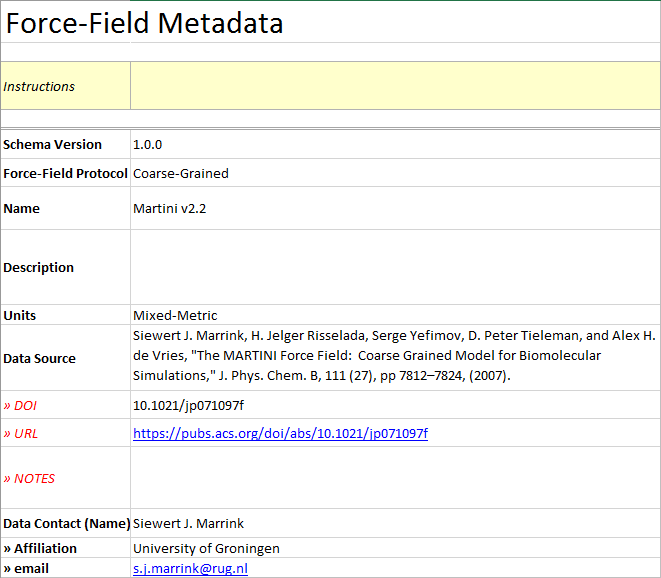 Force-Field Metadata
Instructions
Schema Version 1.0.0
Force-Field Protocol Coarse-Grained
Name Martini v2.2
Description
Units Mixed-Metric
Data Source
Siewert J. Marrink, H. Jelger Risselada, Serge Yefimov, D. Peter Tieleman, and Alex H.
de Vries, "The MARTINI Force Field:  Coarse Grained Model for Biomolecular
Simulations," J. Phys. Chem. B, 111 (27), pp 7812–7824, (2007).
» DOI 10.1021/jp071097f
» URL https://pubs.acs.org/doi/abs/10.1021/jp071097f
» NOTES
Data Contact (Name) Siewert J. Marrink
» Affiliation University of Groningen
» email s.j.marrink@rug.nl